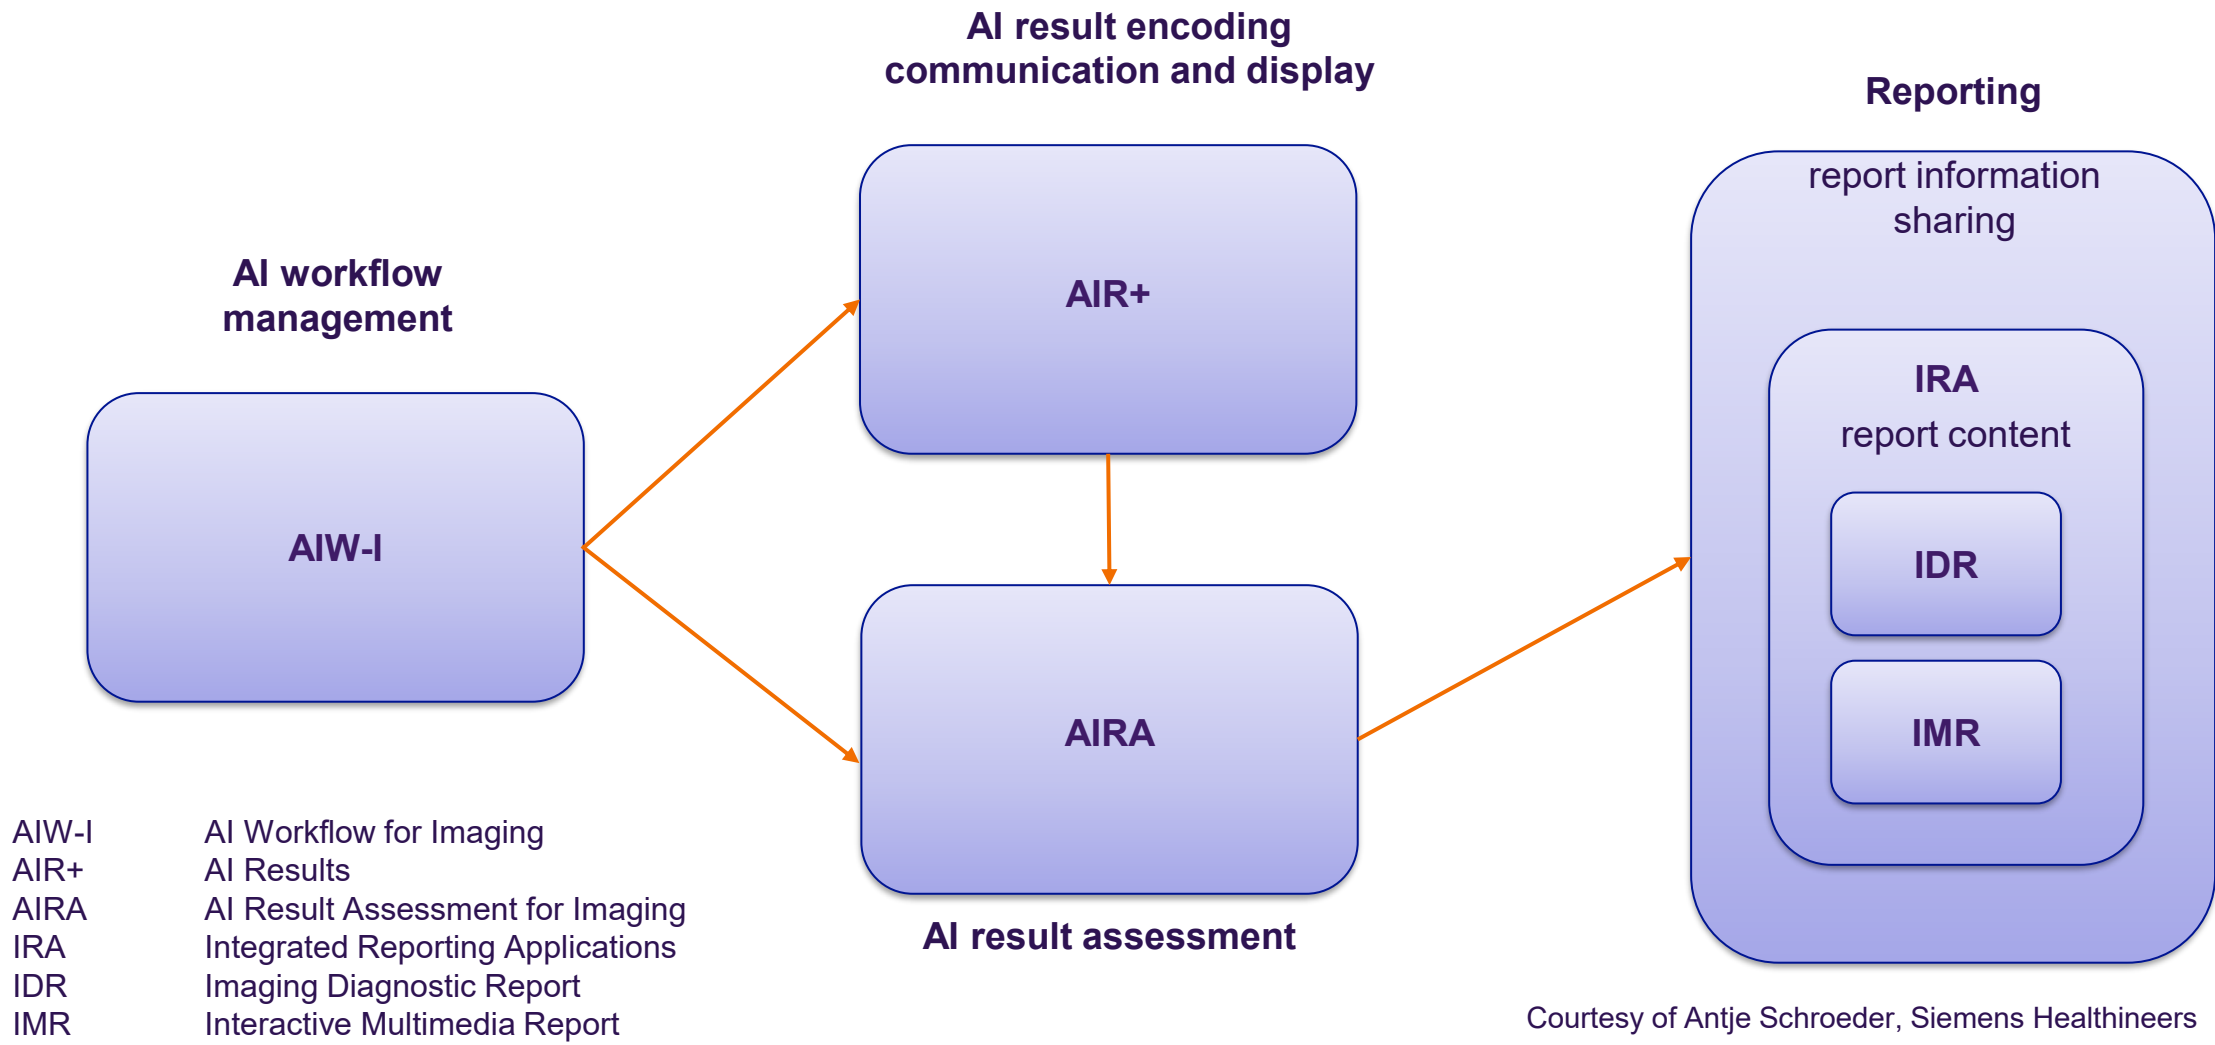 AI result encoding
communication and display
Reporting
report information
sharing
AI workflow
management
AIR+
IRA
report content
AIW-I
IDR
AIRA
IMR
AI result assessment
AIW-I AI Workflow for Imaging
AIR+ AI Results
AIRA AI Result Assessment for Imaging
IRA Integrated Reporting Applications
IDR Imaging Diagnostic Report
IMR Interactive Multimedia Report
Courtesy of Antje Schroeder, Siemens Healthineers